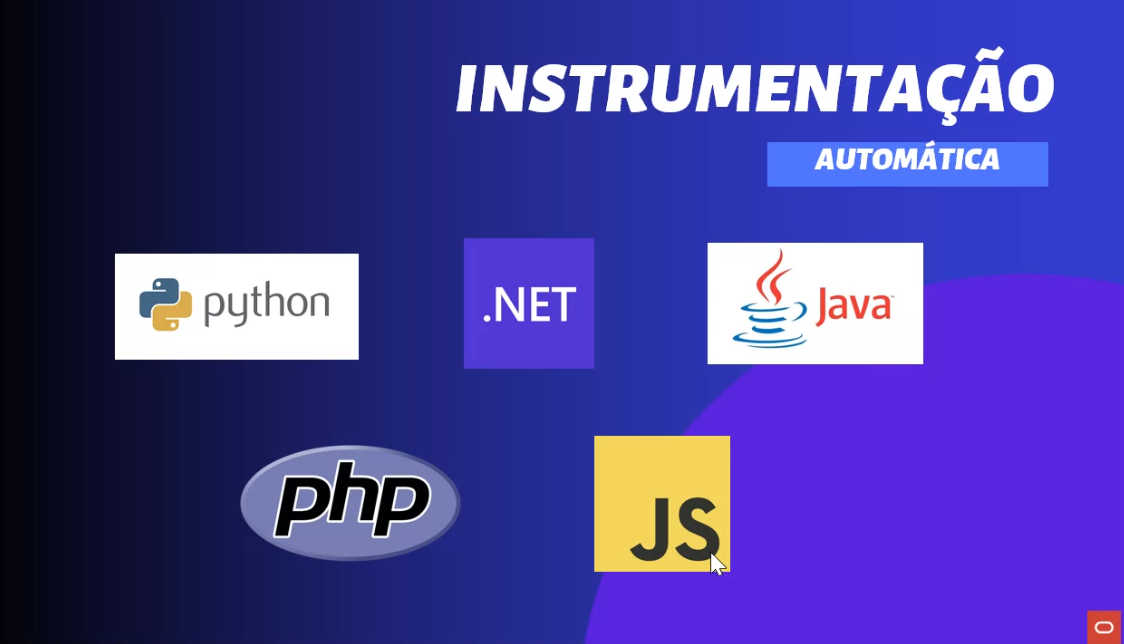 INSTRUMENTAÇÃO
AUTOMÁTICA
python
.NET
Java
php
JS